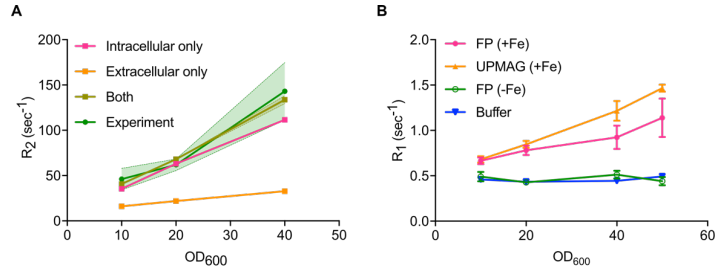 A
Intracellular only
Extracellular only
Both
Experiment
R2 (sec-1)
200
150
100
50
0
0 10 20 30 40 50
OD600
B
FP (+Fe)
UPMAG (+Fe)
FP (-Fe)
Buffer
R1 (sec-1)
2.0
1.5
1.0
0.5
0.0
0 20 40 60
OD600